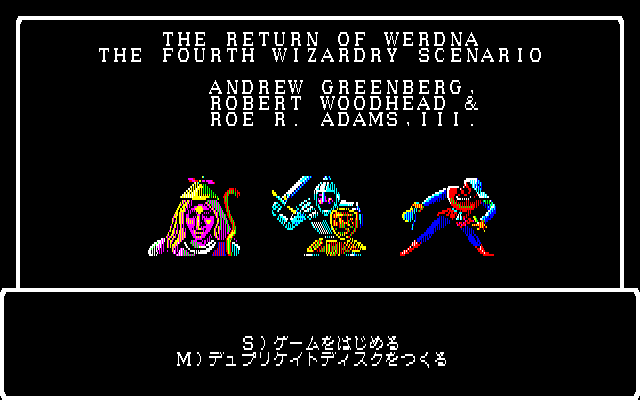 THE RETURN OF WERDNA
THE FOURTH WIZARDRY SCENARIO
ANDREW GREENBERG,
ROBERT WOODHEAD &
ROE R. ADAMS,III.
S)ゲームをはじめる
M)デュプリケイトディスクをつくる